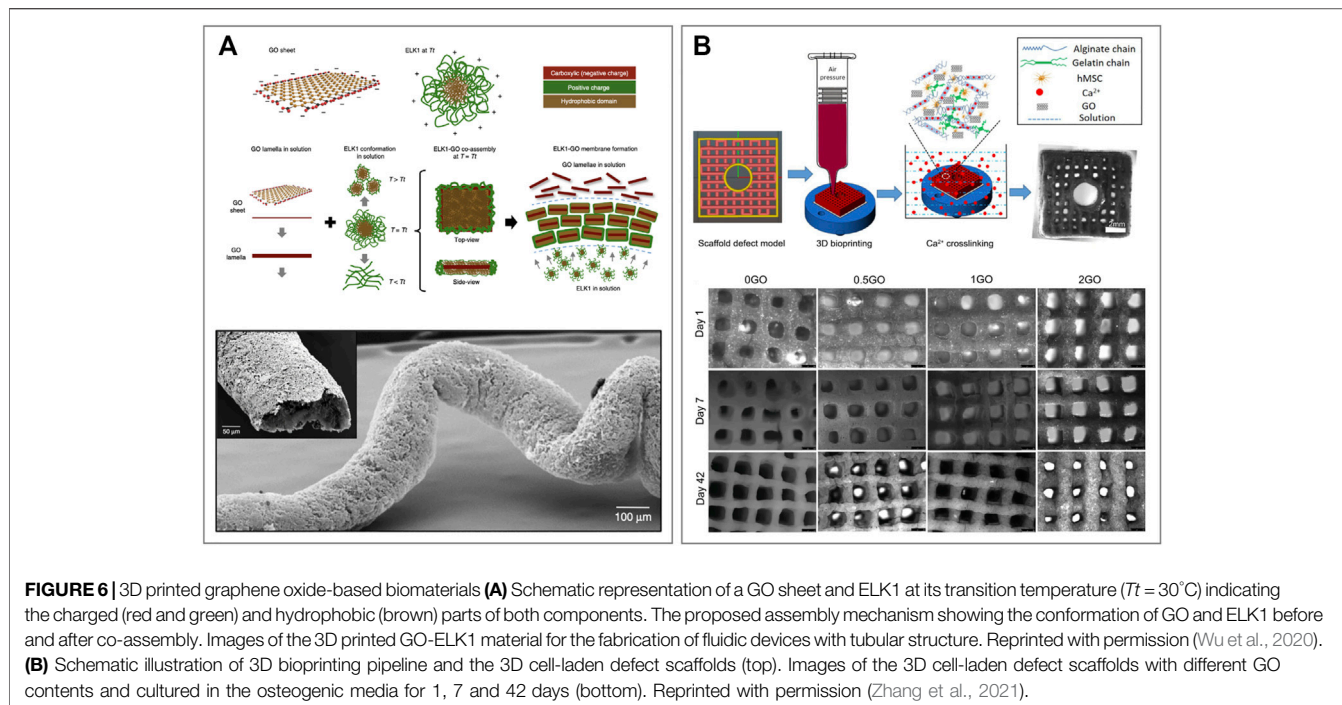 A
GO sheet
ELK1 at Tt
Carboxylic (negative charge)
Positive charge
Hydrophobic domain
GO lamella in solution
ELK1 conformation
in solution
ELK1-GO co-assembly
at T = Tt
ELK1-GO membrane formation
GO lamellae in solution
GO
sheet
GO
lamella
T > Tt
T = Tt
T < Tt
Top-view
Side-view
ELK1 in solution
50 µm
100 µm
B
Air
pressure
Alginate chain
Gelatin chain
hMSC
Ca²⁺
GO
Solution
Scaffold defect model
3D bioprinting
Ca²⁺ crosslinking
2mm
0GO
0.5GO
1GO
2GO
Day 1
Day 7
Day 42
FIGURE 6 | 3D printed graphene oxide-based biomaterials (A) Schematic representation of a GO sheet and ELK1 at its transition temperature (Tt = 30°C) indicating
the charged (red and green) and hydrophobic (brown) parts of both components. The proposed assembly mechanism showing the conformation of GO and ELK1 before
and after co-assembly. Images of the 3D printed GO-ELK1 material for the fabrication of fluidic devices with tubular structure. Reprinted with permission (Wu et al., 2020).
(B) Schematic illustration of 3D bioprinting pipeline and the 3D cell-laden defect scaffolds (top). Images of the 3D cell-laden defect scaffolds with different GO
contents and cultured in the osteogenic media for 1, 7 and 42 days (bottom). Reprinted with permission (Zhang et al., 2021).